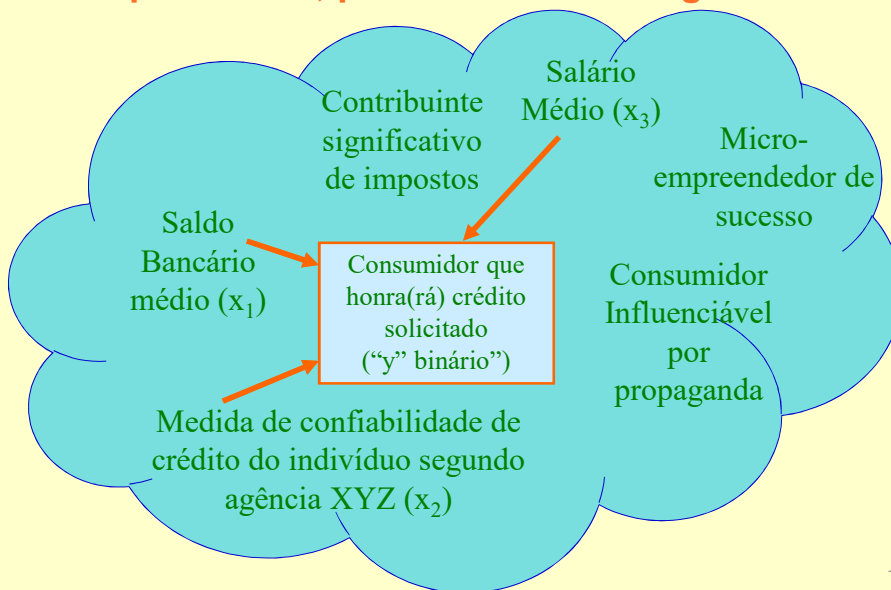 Contribuinte
significativo
de impostos
Salário
Médio (x3)
Micro-
empreendedor de
sucesso
Saldo
Bancário
médio (x1)
Consumidor que
honra(rá) crédito
solicitado
(“y” binário”)
Consumidor
Influenciável
por
propaganda
Medida de confiabilidade de
crédito do indivíduo segundo
agência XYZ (x2)